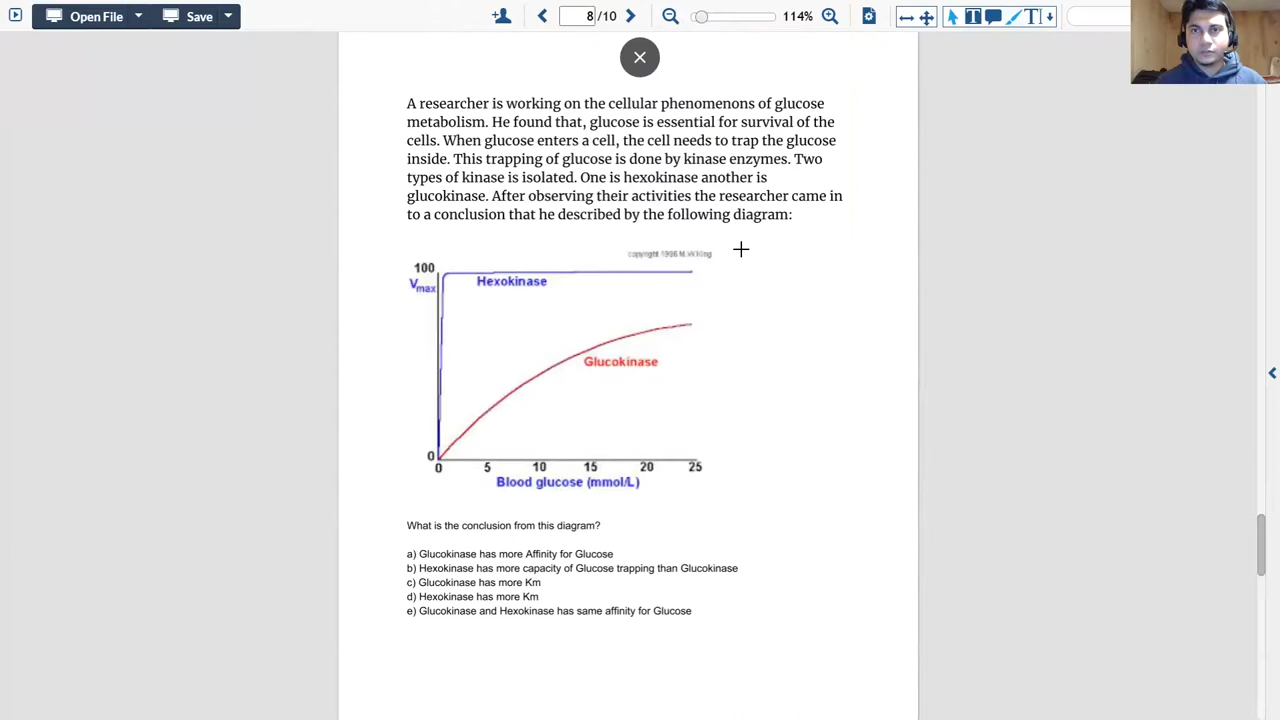 Open File
Save
8 /10
114%
A researcher is working on the cellular phenomenons of glucose
metabolism. He found that, glucose is essential for survival of the
cells. When glucose enters a cell, the cell needs to trap the glucose
inside. This trapping of glucose is done by kinase enzymes. Two
types of kinase is isolated. One is hexokinase another is
glucokinase. After observing their activities the researcher came in
to a conclusion that he described by the following diagram:
copyright 1996 M.W.King
100
Vmax
Hexokinase
Glucokinase
0
0 5 10 15 20 25
Blood glucose (mmol/L)
What is the conclusion from this diagram?
a) Glucokinase has more Affinity for Glucose
b) Hexokinase has more capacity of Glucose trapping than Glucokinase
c) Glucokinase has more Km
d) Hexokinase has more Km
e) Glucokinase and Hexokinase has same affinity for Glucose